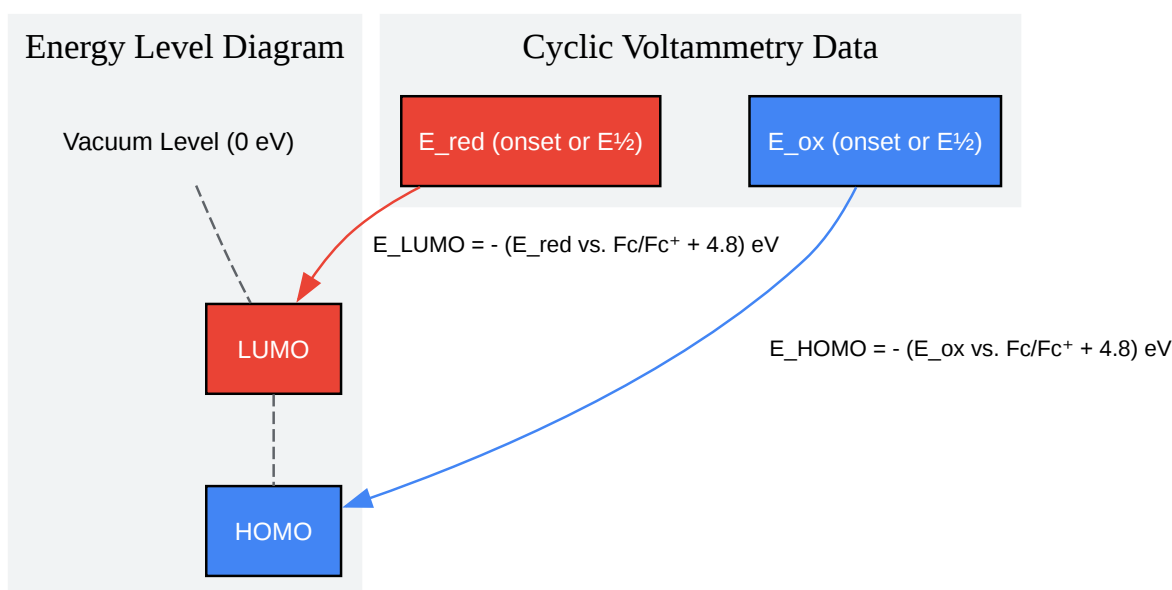 Energy Level Diagram
Cyclic Voltammetry Data
Vacuum Level (0 eV)
E_red (onset or E½)
E_ox (onset or E½)
E_LUMO = - (E_red vs. Fc/Fc⁺ + 4.8) eV
LUMO
E_HOMO = - (E_ox vs. Fc/Fc⁺ + 4.8) eV
HOMO